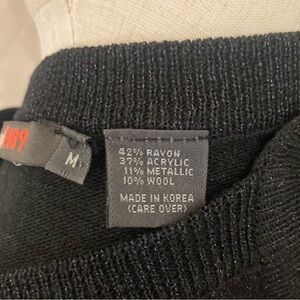 M
42% RAYON
37% ACRYLIC
11% METALLIC
10% WOOL
MADE IN KOREA
(CARE OVER)